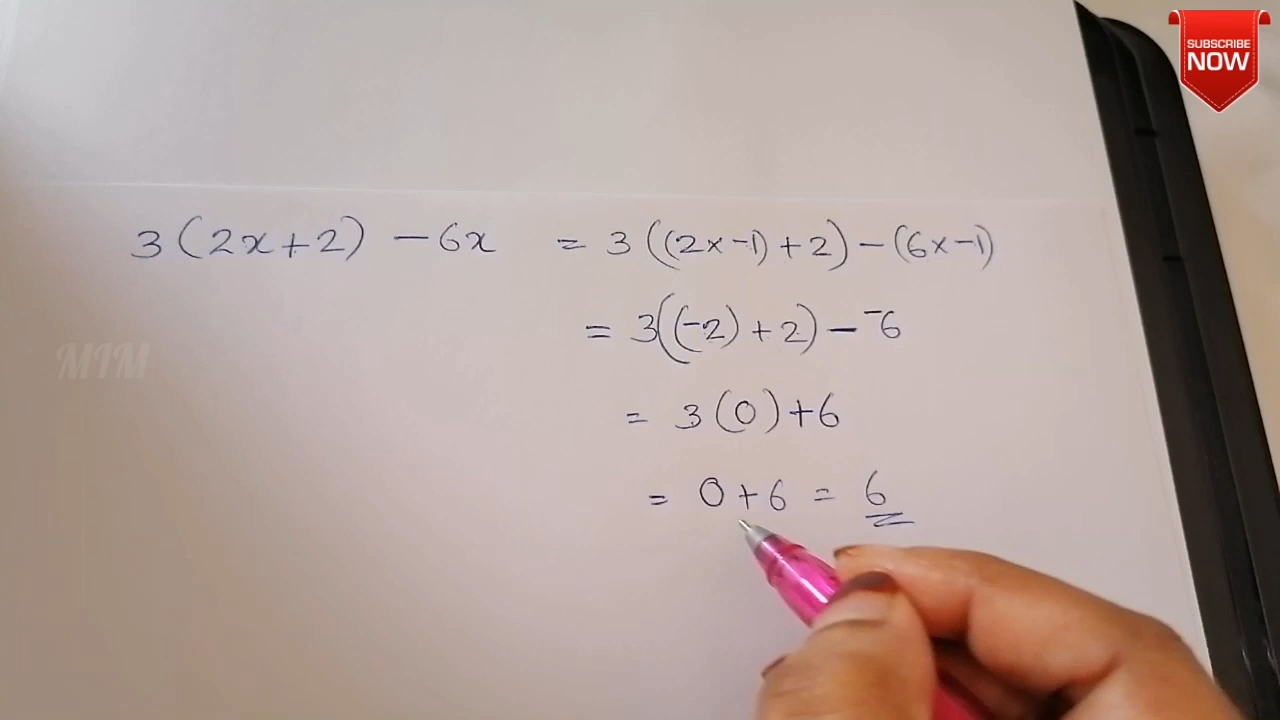 SUBSCRIBE
NOW
3(2x+2) -6x = 3((2x-1)+2)-(6x-1)
= 3((-2)+2)- ⁻6
= 3(0)+6
= 0+6 = 6
MIM